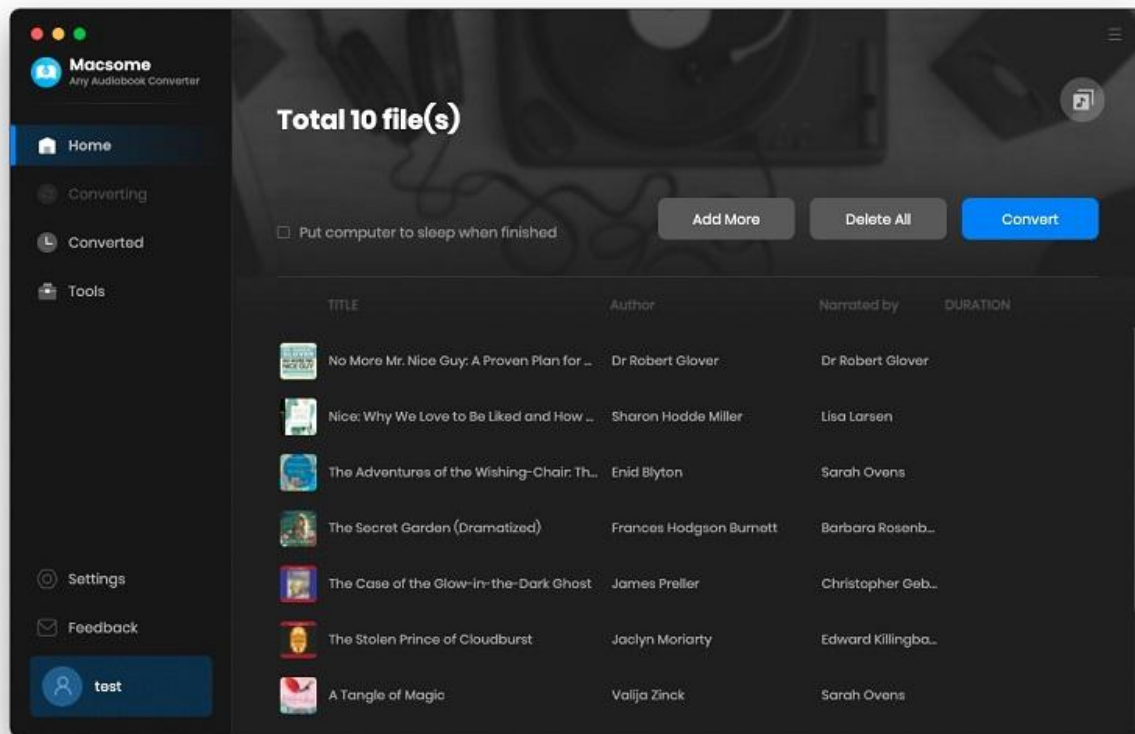 Macsome
Any Audiobook Converter
Home
Converting
Converted
Tools
Settings
Feedback
test
Total 10 file(s)
Put computer to sleep when finished
Add More
Delete All
Convert
TITLE Author Narrated by DURATION
No More Mr. Nice Guy: A Proven Plan for ... Dr Robert Glover Dr Robert Glover
Nice: Why We Love to Be Liked and How ... Sharon Hodde Miller Lisa Larsen
The Adventures of the Wishing-Chair: Th... Enid Blyton Sarah Ovens
The Secret Garden (Dramatized) Frances Hodgson Burnett Barbara Rosenb...
The Case of the Glow-in-the-Dark Ghost James Preller Christopher Geb...
The Stolen Prince of Cloudburst Jaclyn Moriarty Edward Killingba...
A Tangle of Magic Valija Zinck Sarah Ovens